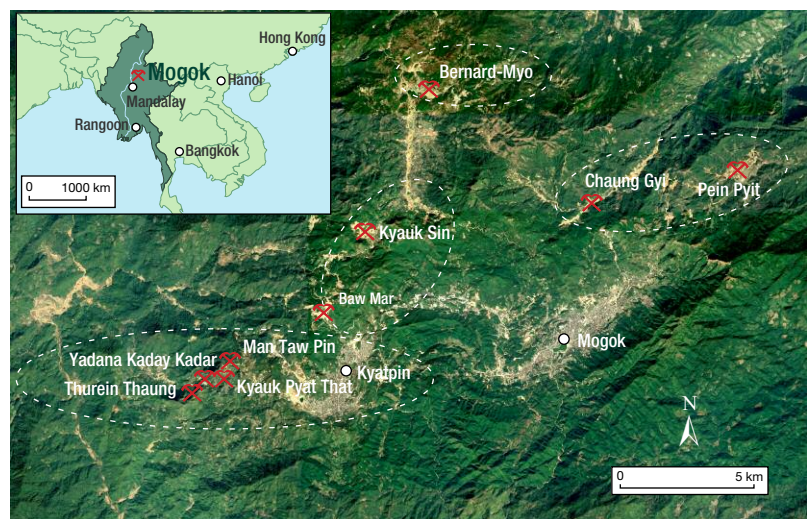 Hong Kong
Mogok
Hanoi
Mandalay
Rangoon
Bangkok
0 1000 km
Bernard-Myo
Chaung Gyi
Pein Pyit
Kyauk Sin
Baw Mar
Mogok
Man Taw Pin
Yadana Kaday Kadar
Kyatpin
Thurein Thaung
Kyauk Pyat That
N
0 5 km